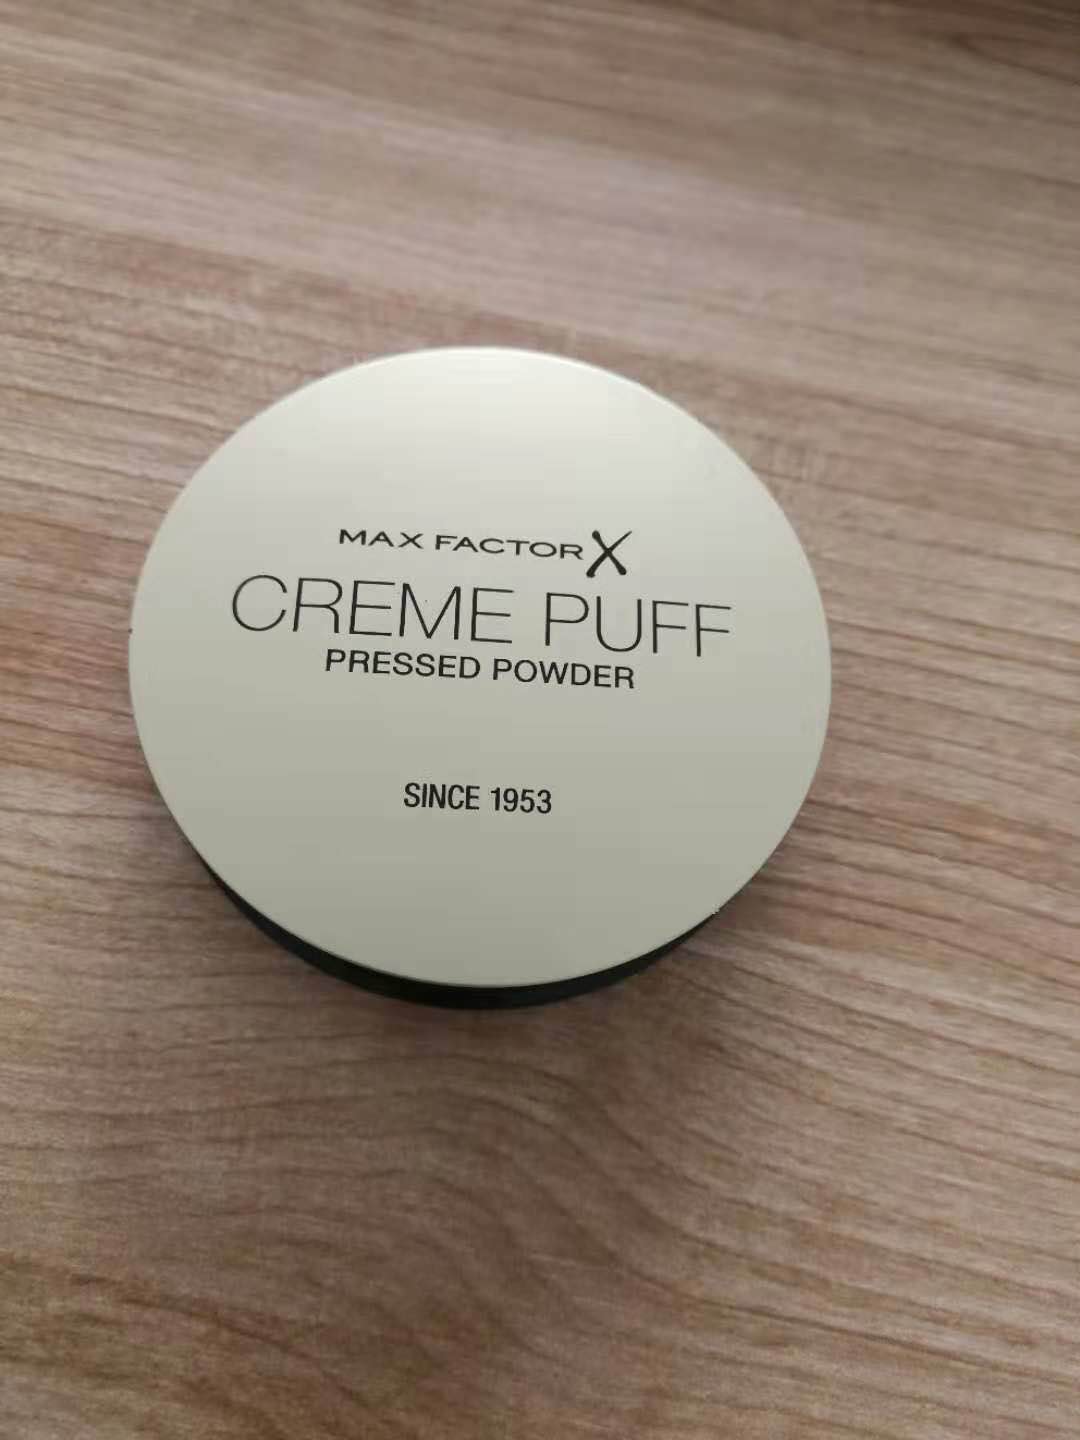 MAX FACTOR X
CREME PUFF
PRESSED POWDER
SINCE 1953